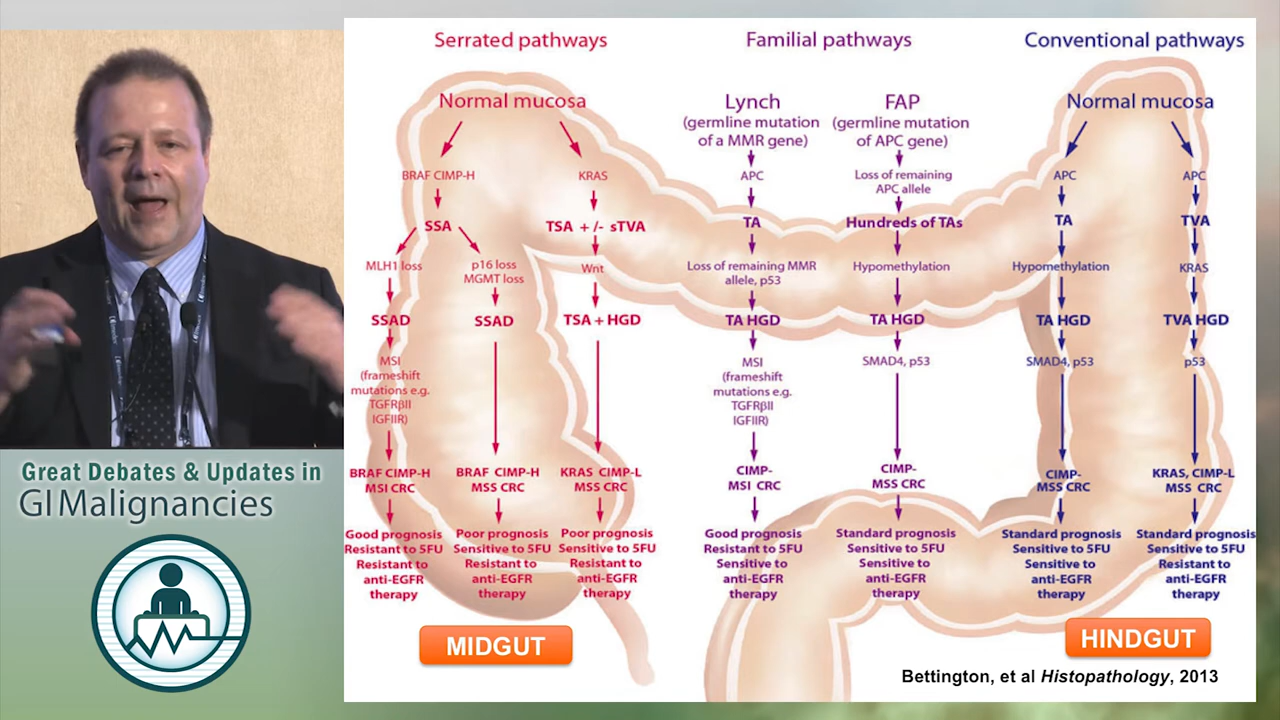 Serrated pathways
Familial pathways
Conventional pathways
Normal mucosa
BRAF CIMP-H
KRAS
SSA
TSA +/- sTVA
MLH1 loss
p16 loss
MGMT loss
Wnt
SSAD
SSAD
TSA + HGD
MSI
(frameshift
mutations e.g.
TGFRβII
IGFIIR)
BRAF CIMP-H
MSI CRC
BRAF CIMP-H
MSS CRC
KRAS CIMP-L
MSS CRC
Good prognosis
Resistant to 5FU
Resistant to
anti-EGFR
therapy
Poor prognosis
Sensitive to 5FU
Resistant to
anti-EGFR
therapy
Poor prognosis
Sensitive to 5FU
Resistant to
anti-EGFR
therapy
Lynch
(germline mutation
of a MMR gene)
APC
TA
Loss of remaining MMR
allele, p53
TA HGD
MSI
(frameshift
mutations e.g.
TGFRβII
IGFIIR)
CIMP-
MSI CRC
Good prognosis
Resistant to 5FU
Sensitive to
anti-EGFR
therapy
FAP
(germline mutation
of APC gene)
Loss of remaining
APC allele
Hundreds of TAs
Hypomethylation
TA HGD
SMAD4, p53
CIMP-
MSS CRC
Standard prognosis
Sensitive to 5FU
Sensitive to
anti-EGFR
therapy
Normal mucosa
APC
TA
Hypomethylation
TA HGD
SMAD4, p53
CIMP-
MSS CRC
Standard prognosis
Sensitive to 5FU
Sensitive to
anti-EGFR
therapy
APC
TVA
KRAS
TVA HGD
p53
KRAS, CIMP-L
MSS CRC
Standard prognosis
Sensitive to 5FU
Resistant to
anti-EGFR
therapy
MIDGUT
HINDGUT
Bettington, et al Histopathology, 2013
Great Debates & Updates in
GI Malignancies